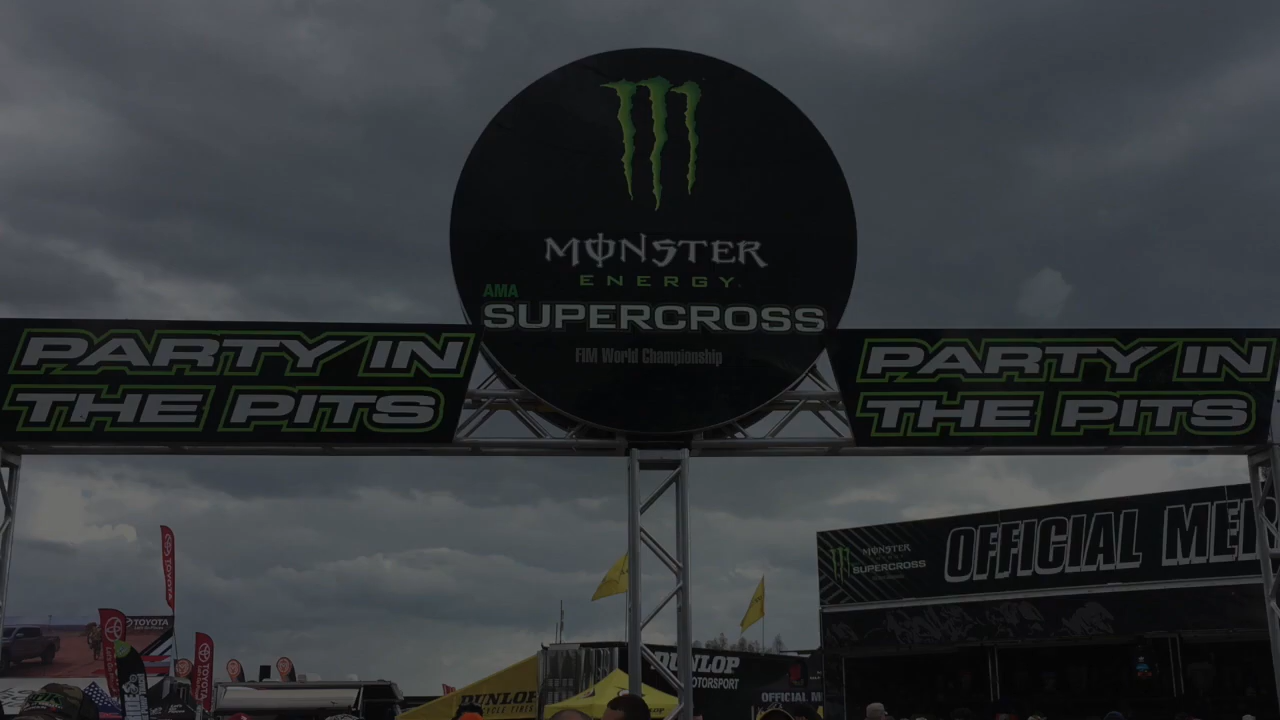 MONSTER
ENERGY
AMA
SUPERCROSS
FIM World Championship
PARTY IN
THE PITS
PARTY IN
THE PITS
MONSTER
SUPERCROSS
OFFICIAL
TOYOTA
TOYOTA
TOYOTA
DUNLOP
DUNLOP
MOTORSPORT
OFFICIAL